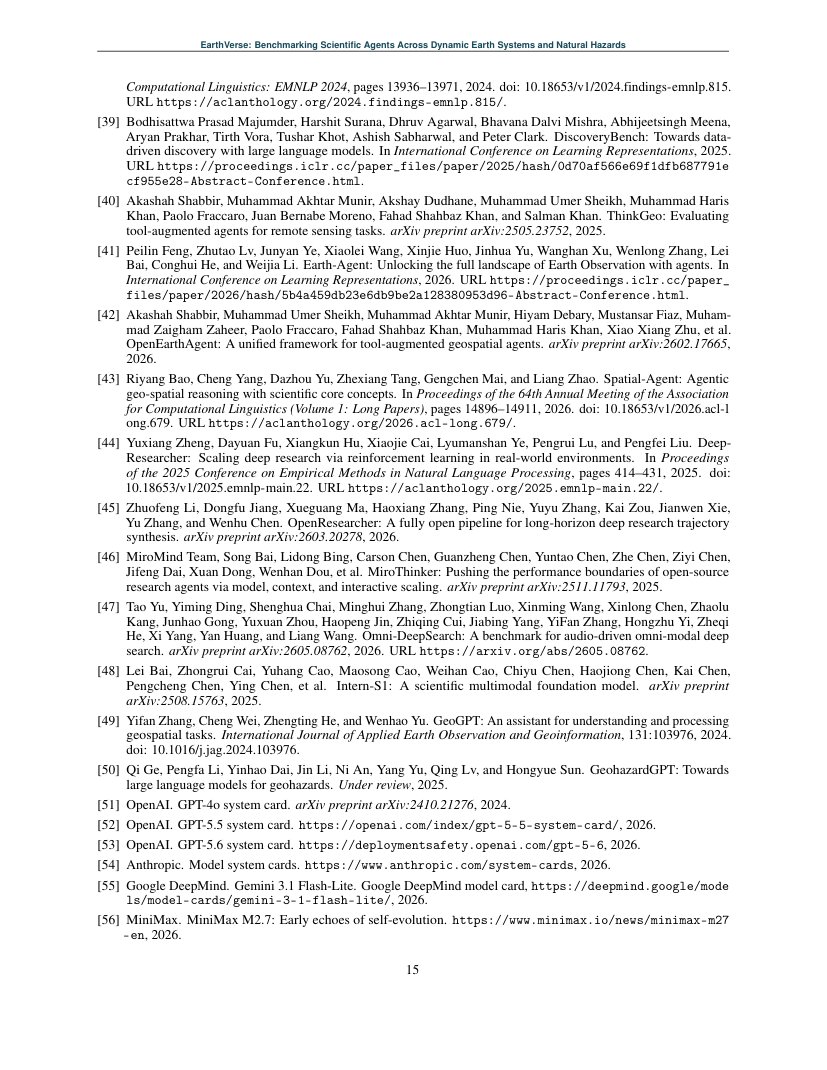 EarthVerse: Benchmarking Scientific Agents Across Dynamic Earth Systems and Natural Hazards
Computational Linguistics: EMNLP 2024, pages 13936–13971, 2024. doi: 10.18653/v1/2024.findings-emnlp.815.
URL https://aclanthology.org/2024.findings-emnlp.815/.
[39] Bodhisattwa Prasad Majumder, Harshit Surana, Dhruv Agarwal, Bhavana Dalvi Mishra, Abhijeetsingh Meena,
Aryan Prakhar, Tirth Vora, Tushar Khot, Ashish Sabharwal, and Peter Clark. DiscoveryBench: Towards data-
driven discovery with large language models. In International Conference on Learning Representations, 2025.
URL https://proceedings.iclr.cc/paper_files/paper/2025/hash/0d70af566e69f1dfb687791e
cf955e28-Abstract-Conference.html.
[40] Akashah Shabbir, Muhammad Akhtar Munir, Akshay Dudhane, Muhammad Umer Sheikh, Muhammad Haris
Khan, Paolo Fraccaro, Juan Bernabe Moreno, Fahad Shahbaz Khan, and Salman Khan. ThinkGeo: Evaluating
tool-augmented agents for remote sensing tasks. arXiv preprint arXiv:2505.23752, 2025.
[41] Peilin Feng, Zhutao Lv, Junyan Ye, Xiaolei Wang, Xinjie Huo, Jinhua Yu, Wanghan Xu, Wenlong Zhang, Lei
Bai, Conghui He, and Weijia Li. Earth-Agent: Unlocking the full landscape of Earth Observation with agents. In
International Conference on Learning Representations, 2026. URL https://proceedings.iclr.cc/paper_
files/paper/2026/hash/5b4a459db23e6db9be2a128380953d96-Abstract-Conference.html.
[42] Akashah Shabbir, Muhammad Umer Sheikh, Muhammad Akhtar Munir, Hiyam Debary, Mustansar Fiaz, Muham-
mad Zaigham Zaheer, Paolo Fraccaro, Fahad Shahbaz Khan, Muhammad Haris Khan, Xiao Xiang Zhu, et al.
OpenEarthAgent: A unified framework for tool-augmented geospatial agents. arXiv preprint arXiv:2602.17665,
2026.
[43] Riyang Bao, Cheng Yang, Dazhou Yu, Zhexiang Tang, Gengchen Mai, and Liang Zhao. Spatial-Agent: Agentic
geo-spatial reasoning with scientific core concepts. In Proceedings of the 64th Annual Meeting of the Association
for Computational Linguistics (Volume 1: Long Papers), pages 14896–14911, 2026. doi: 10.18653/v1/2026.acl-l
ong.679. URL https://aclanthology.org/2026.acl-long.679/.
[44] Yuxiang Zheng, Dayuan Fu, Xiangkun Hu, Xiaojie Cai, Lyumanshan Ye, Pengrui Lu, and Pengfei Liu. Deep-
Researcher: Scaling deep research via reinforcement learning in real-world environments. In Proceedings
of the 2025 Conference on Empirical Methods in Natural Language Processing, pages 414–431, 2025. doi:
10.18653/v1/2025.emnlp-main.22. URL https://aclanthology.org/2025.emnlp-main.22/.
[45] Zhuofeng Li, Dongfu Jiang, Xueguang Ma, Haoxiang Zhang, Ping Nie, Yuyu Zhang, Kai Zou, Jianwen Xie,
Yu Zhang, and Wenhu Chen. OpenResearcher: A fully open pipeline for long-horizon deep research trajectory
synthesis. arXiv preprint arXiv:2603.20278, 2026.
[46] MiroMind Team, Song Bai, Lidong Bing, Carson Chen, Guanzheng Chen, Yuntao Chen, Zhe Chen, Ziyi Chen,
Jifeng Dai, Xuan Dong, Wenhan Dou, et al. MiroThinker: Pushing the performance boundaries of open-source
research agents via model, context, and interactive scaling. arXiv preprint arXiv:2511.11793, 2025.
[47] Tao Yu, Yiming Ding, Shenghua Chai, Minghui Zhang, Zhongtian Luo, Xinming Wang, Xinlong Chen, Zhaolu
Kang, Junhao Gong, Yuxuan Zhou, Haopeng Jin, Zhiqing Cui, Jiabing Yang, YiFan Zhang, Hongzhu Yi, Zheqi
He, Xi Yang, Yan Huang, and Liang Wang. Omni-DeepSearch: A benchmark for audio-driven omni-modal deep
search. arXiv preprint arXiv:2605.08762, 2026. URL https://arxiv.org/abs/2605.08762.
[48] Lei Bai, Zhongrui Cai, Yuhang Cao, Maosong Cao, Weihan Cao, Chiyu Chen, Haojiong Chen, Kai Chen,
Pengcheng Chen, Ying Chen, et al. Intern-S1: A scientific multimodal foundation model. arXiv preprint
arXiv:2508.15763, 2025.
[49] Yifan Zhang, Cheng Wei, Zhengting He, and Wenhao Yu. GeoGPT: An assistant for understanding and processing
geospatial tasks. International Journal of Applied Earth Observation and Geoinformation, 131:103976, 2024.
doi: 10.1016/j.jag.2024.103976.
[50] Qi Ge, Pengfa Li, Yinhao Dai, Jin Li, Ni An, Yang Yu, Qing Lv, and Hongyue Sun. GeohazardGPT: Towards
large language models for geohazards. Under review, 2025.
[51] OpenAI. GPT-4o system card. arXiv preprint arXiv:2410.21276, 2024.
[52] OpenAI. GPT-5.5 system card. https://openai.com/index/gpt-5-5-system-card/, 2026.
[53] OpenAI. GPT-5.6 system card. https://deploymentsafety.openai.com/gpt-5-6, 2026.
[54] Anthropic. Model system cards. https://www.anthropic.com/system-cards, 2026.
[55] Google DeepMind. Gemini 3.1 Flash-Lite. Google DeepMind model card, https://deepmind.google/mode
ls/model-cards/gemini-3-1-flash-lite/, 2026.
[56] MiniMax. MiniMax M2.7: Early echoes of self-evolution. https://www.minimax.io/news/minimax-m27
-en, 2026.
15